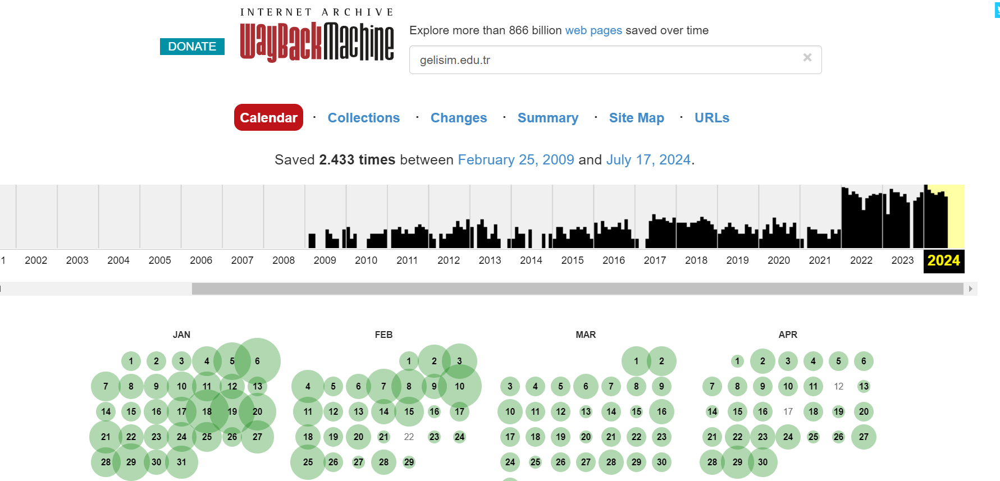 INTERNET ARCHIVE
WayBackMachine
DONATE
Explore more than 866 billion web pages saved over time
gelisim.edu.tr
Calendar · Collections · Changes · Summary · Site Map · URLs
Saved 2.433 times between February 25, 2009 and July 17, 2024.
1 2002 2003 2004 2005 2006 2007 2008 2009 2010 2011 2012 2013 2014 2015 2016 2017 2018 2019 2020 2021 2022 2023 2024
JAN
1 2 3 4 5 6
7 8 9 10 11 12 13
14 15 16 17 18 19 20
21 22 23 24 25 26 27
28 29 30 31
FEB
1 2 3
4 5 6 7 8 9 10
11 12 13 14 15 16 17
18 19 20 21 22 23 24
25 26 27 28 29
MAR
1 2
3 4 5 6 7 8 9
10 11 12 13 14 15 16
17 18 19 20 21 22 23
24 25 26 27 28 29 30
APR
1 2 3 4 5 6
7 8 9 10 11 12 13
14 15 16 17 18 19 20
21 22 23 24 25 26 27
28 29 30